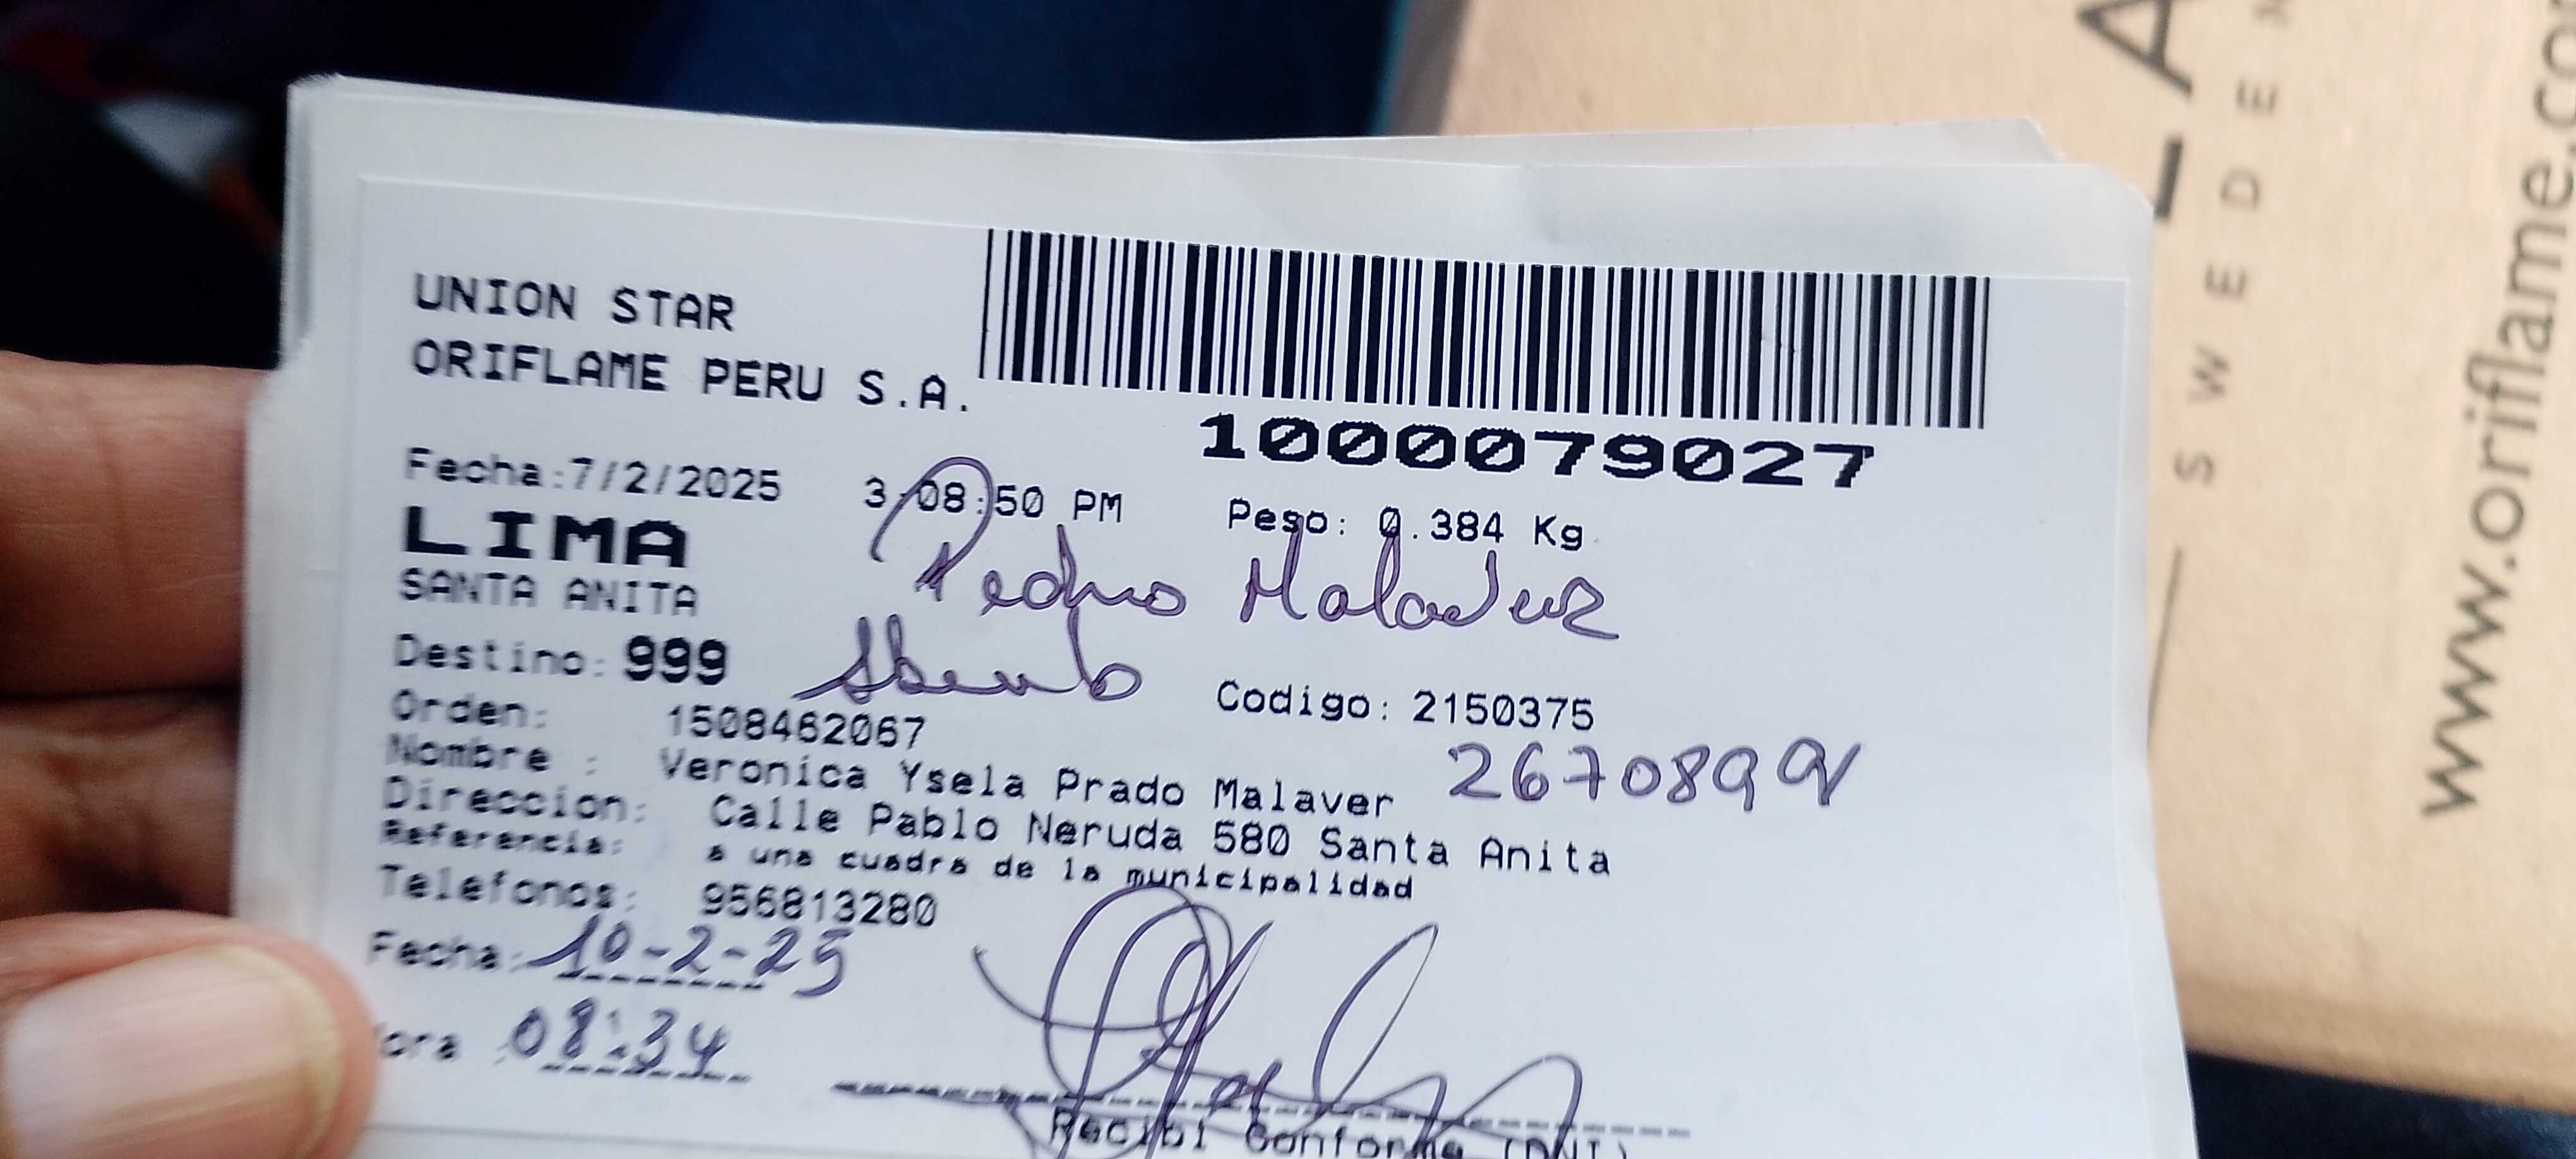 UNION STAR
ORIFLAME PERU S.A.
1000079027
Fecha:7/2/2025 3:08:50 PM Peso: 0.384 Kg
LIMA
SANTA ANITA
Pedro Malaver
Destino: 999
Codigo: 2150375
Orden: 1508462067
Nombre : Veronica Ysela Prado Malaver
2670899
Direccion: Calle Pablo Neruda 580 Santa Anita
Referencia: a una cuadra de la municipalidad
Telefonos: 956813280
Fecha: 10-2-25
ora : 08:34
Recibi Conforme (DNI)
SWEDEN
www.oriflame.com